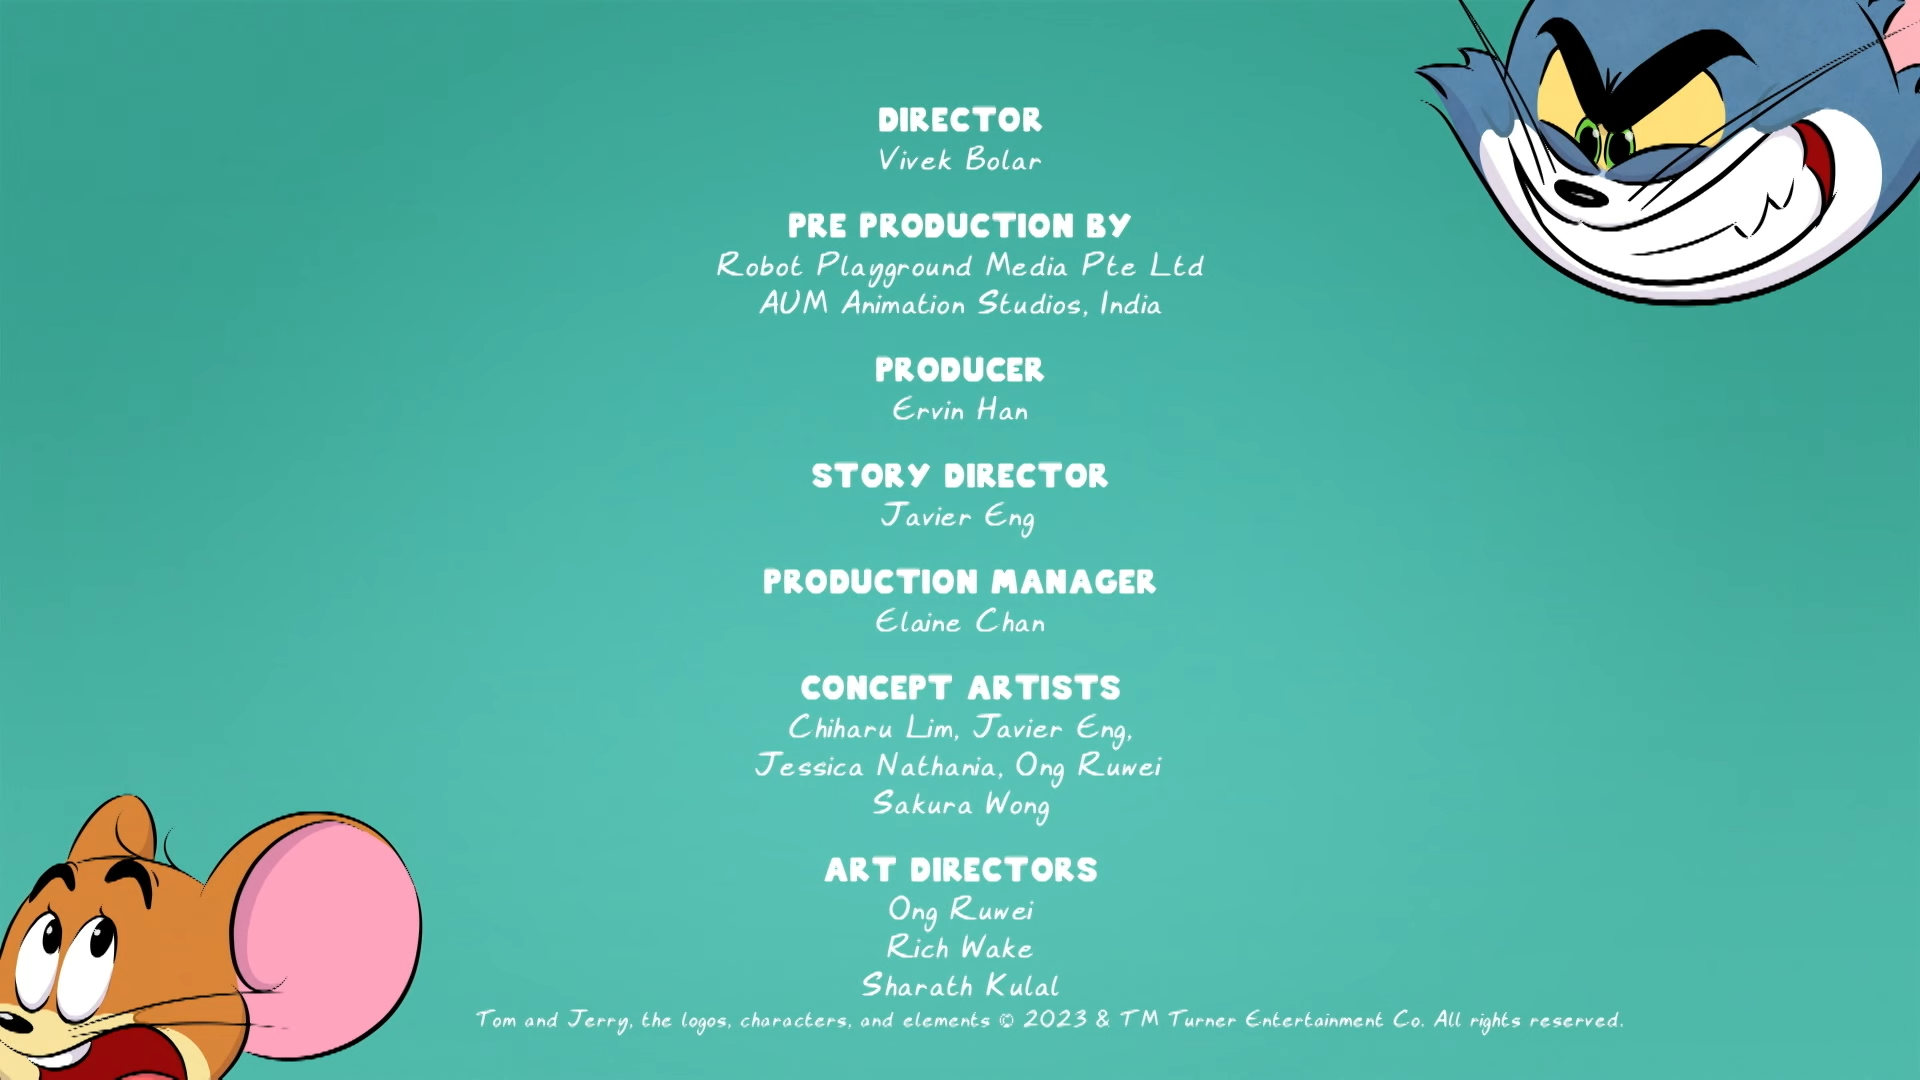 DIRECTOR
Vivek Bolar
PRE PRODUCTION BY
Robot Playground Media Pte Ltd
AUM Animation Studios, India
PRODUCER
Ervin Han
STORY DIRECTOR
Javier Eng
PRODUCTION MANAGER
Elaine Chan
CONCEPT ARTISTS
Chiharu Lim, Javier Eng,
Jessica Nathania, Ong Ruwei
Sakura Wong
ART DIRECTORS
Ong Ruwei
Rich Wake
Sharath Kulal
Tom and Jerry, the logos, characters, and elements © 2023 & TM Turner Entertainment Co. All rights reserved.